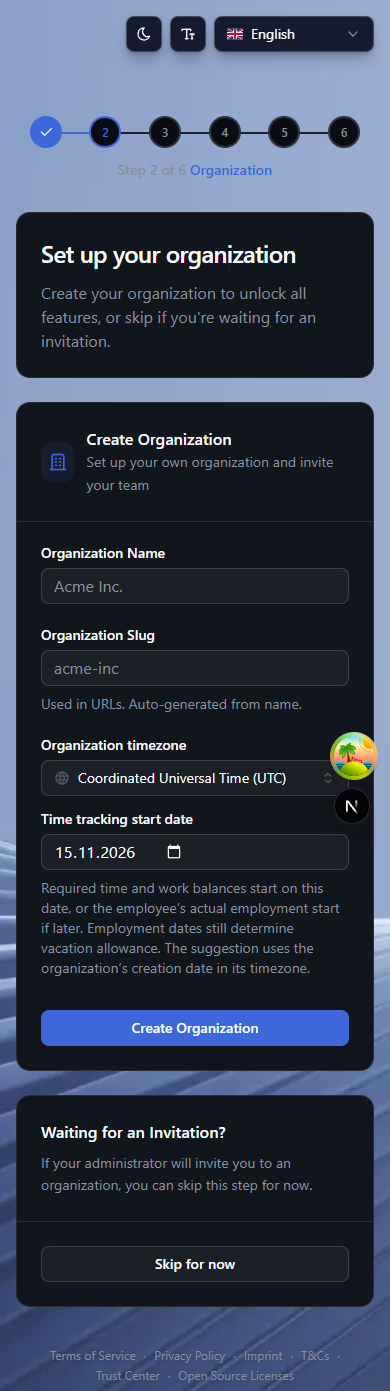 English
2
3
4
5
6
Step 2 of 6 Organization
Set up your organization
Create your organization to unlock all
features, or skip if you're waiting for an
invitation.
Create Organization
Set up your own organization and invite
your team
Organization Name
Acme Inc.
Organization Slug
acme-inc
Used in URLs. Auto-generated from name.
Organization timezone
Coordinated Universal Time (UTC)
N
Time tracking start date
15.11.2026
Required time and work balances start on this
date, or the employee’s actual employment start
if later. Employment dates still determine
vacation allowance. The suggestion uses the
organization’s creation date in its timezone.
Create Organization
Waiting for an Invitation?
If your administrator will invite you to an
organization, you can skip this step for now.
Skip for now
Terms of Service · Privacy Policy · Imprint · T&Cs ·
Trust Center · Open Source Licenses